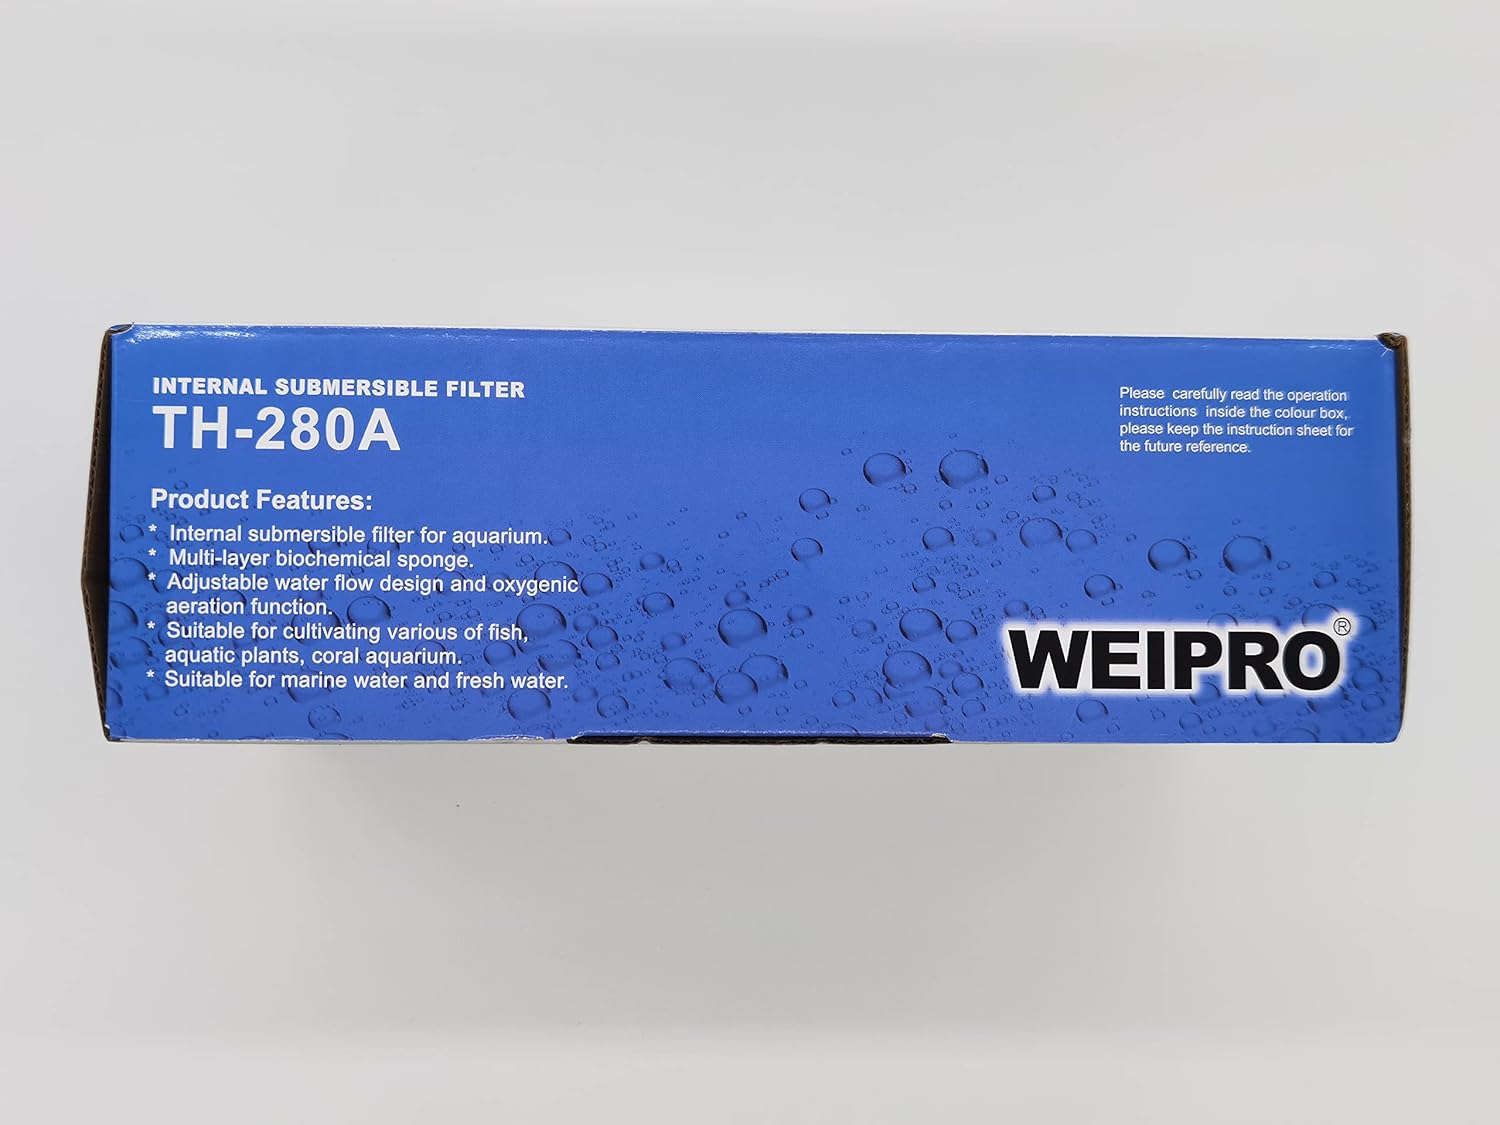 INTERNAL SUBMERSIBLE FILTER
TH-280A
Please carefully read the operation
instructions inside the colour box,
please keep the instruction sheet for
the future reference.
Product Features:
* Internal submersible filter for aquarium.
* Multi-layer biochemical sponge.
* Adjustable water flow design and oxygenic
aeration function.
* Suitable for cultivating various of fish,
aquatic plants, coral aquarium.
* Suitable for marine water and fresh water.
WEIPRO®